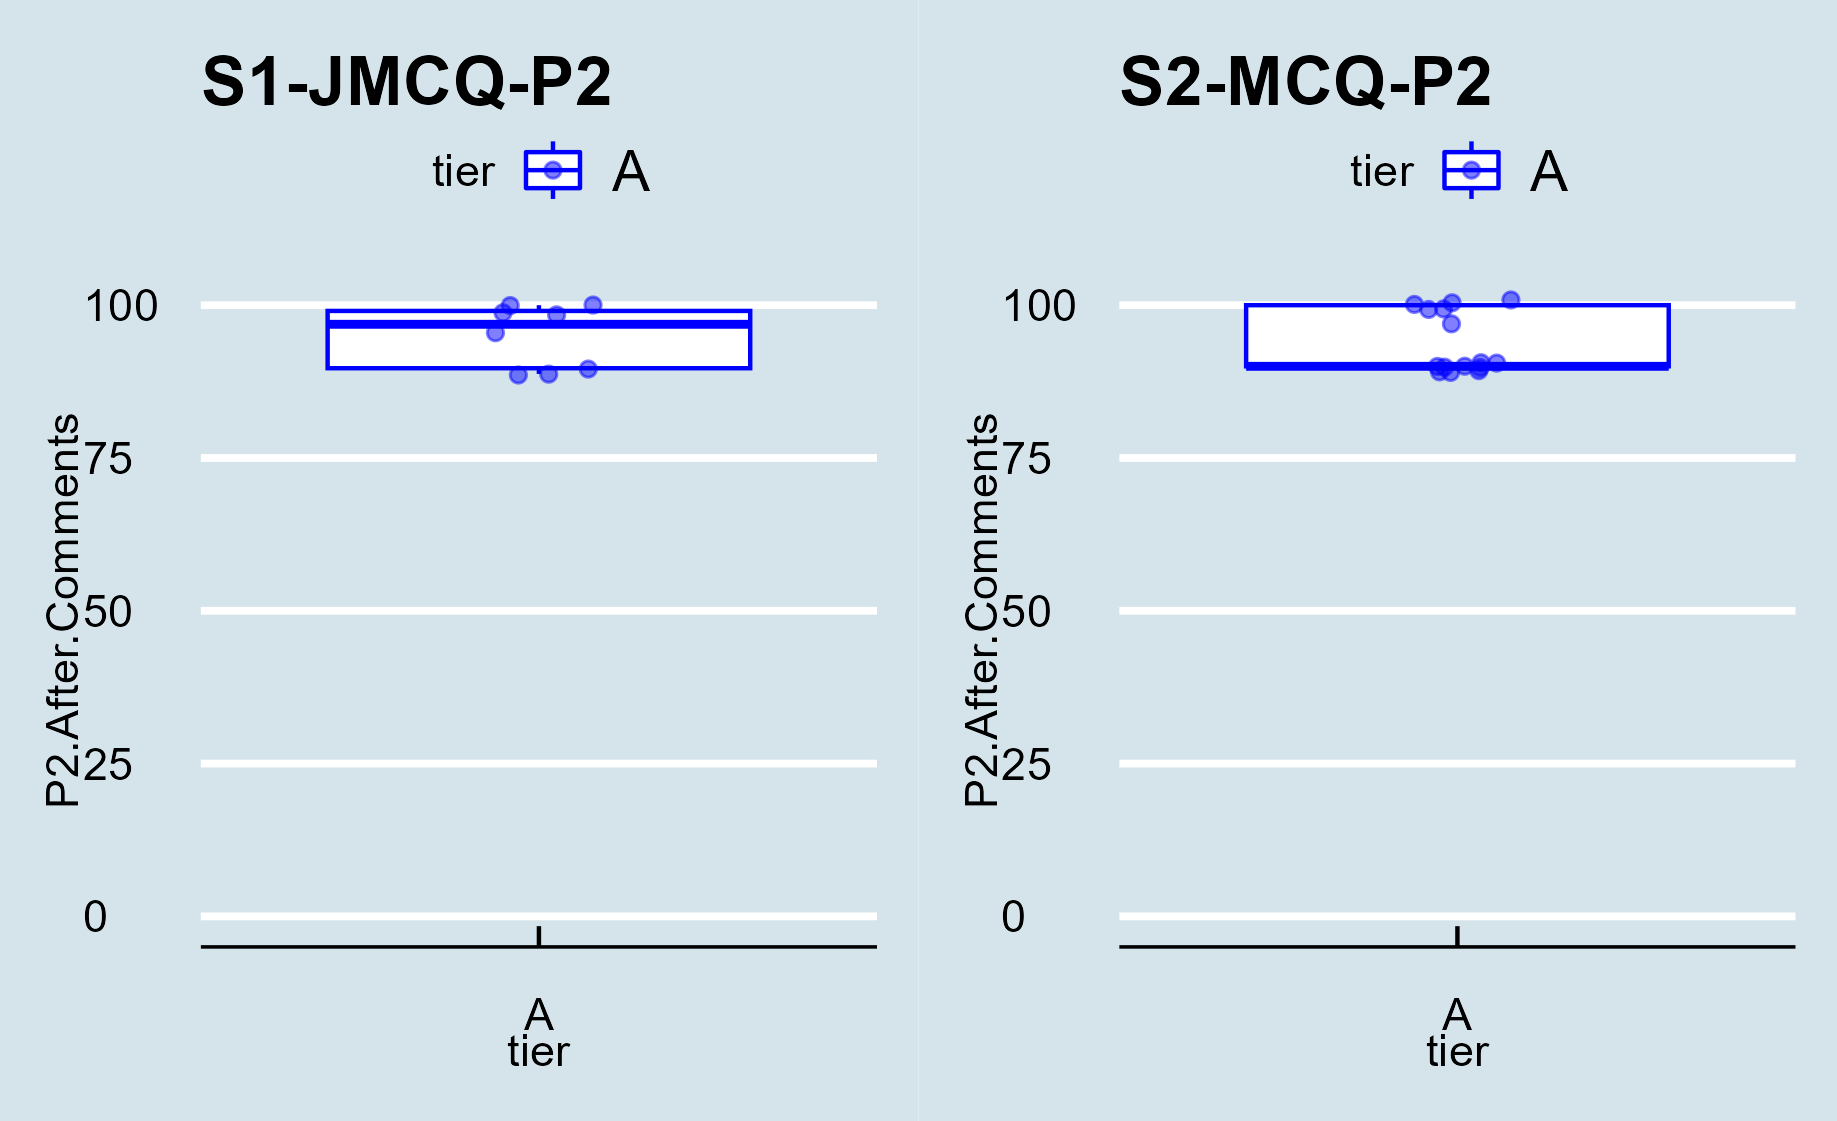 S1-JMCQ-P2
tier A
100
75
50
25
0
P2.After.Comments
A
tier
S2-MCQ-P2
tier A
100
75
50
25
0
P2.After.Comments
A
tier